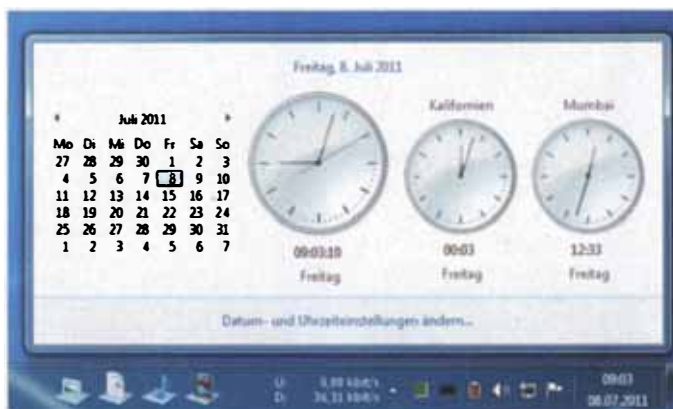 Freitag, 8. Juli 2011
Juli 2011
Mo Di Mi Do Fr Sa So
27 28 29 30 1 2 3
4 5 6 7 8 9 10
11 12 13 14 15 16 17
18 19 20 21 22 23 24
25 26 27 28 29 30 31
1 2 3 4 5 6 7
Kalifornien
Mumbai
09:03:10
Freitag
00:03
Freitag
12:33
Freitag
Datum- und Uhrzeiteinstellungen ändern...
U:
D:
kbit/s
kbit/s
09:03
08.07.2011